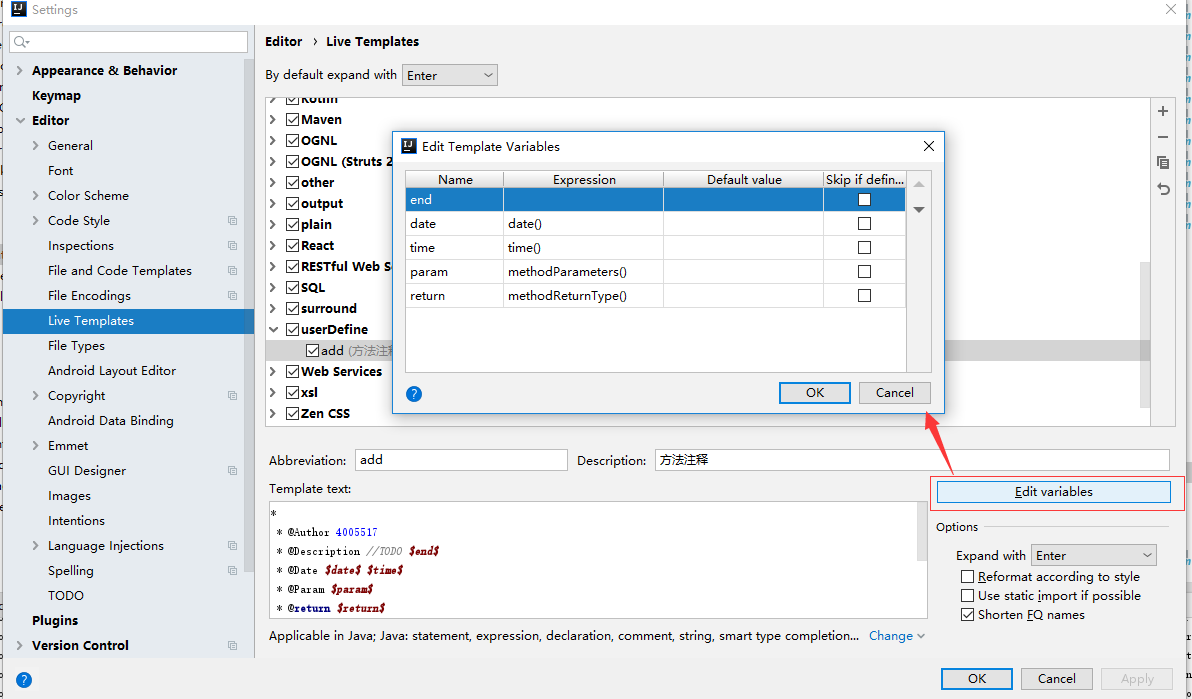 Settings
Appearance & Behavior
Keymap
Editor
General
Font
Color Scheme
Code Style
Inspections
File and Code Templates
File Encodings
Live Templates
File Types
Android Layout Editor
Copyright
Android Data Binding
Emmet
GUI Designer
Images
Intentions
Language Injections
Spelling
TODO
Plugins
Version Control
Editor › Live Templates
By default expand with Enter
Kotlin
Maven
OGNL
OGNL (Struts 2
other
output
plain
React
RESTful Web S
SQL
surround
userDefine
add (方法注释
Web Services
xsl
Zen CSS
Edit Template Variables
Name Expression Default value Skip if defin...
end
date date()
time time()
param methodParameters()
return methodReturnType()
OK Cancel
Abbreviation: add Description: 方法注释
Template text:
*
* @Author 4005517
* @Description //TODO $end$
* @Date $date$ $time$
* @Param $param$
* @return $return$
Edit variables
Options
Expand with Enter
Reformat according to style
Use static import if possible
Shorten FQ names
Applicable in Java; Java: statement, expression, declaration, comment, string, smart type completion... Change
OK Cancel Apply